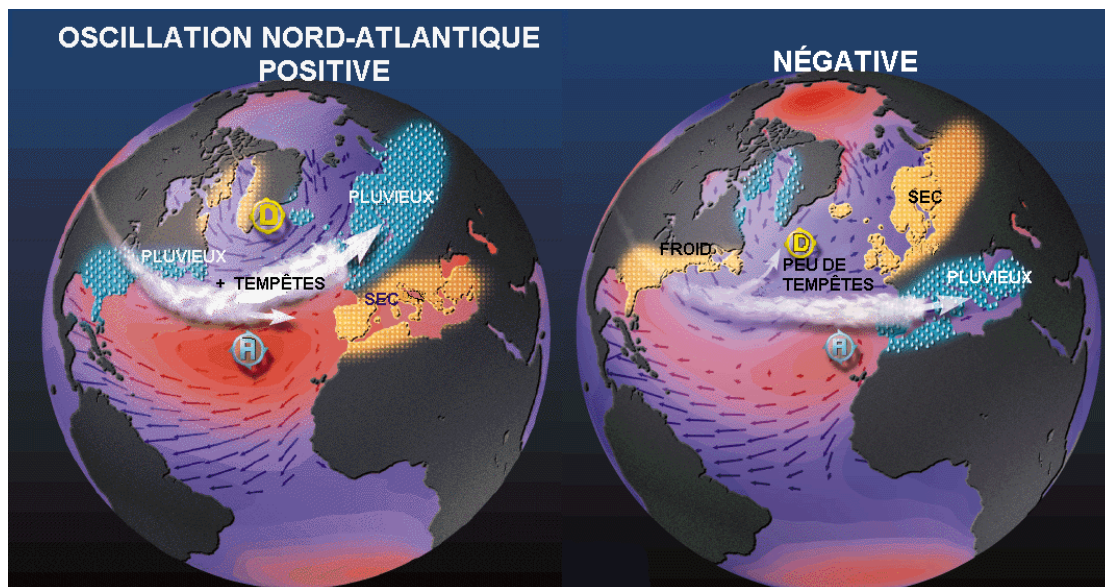 OSCILLATION NORD-ATLANTIQUE
POSITIVE
D
PLUVIEUX
PLUVIEUX
+ TEMPÊTES
SEC
A
NÉGATIVE
SEC
FROID
D
PEU DE
TEMPÊTES
PLUVIEUX
A